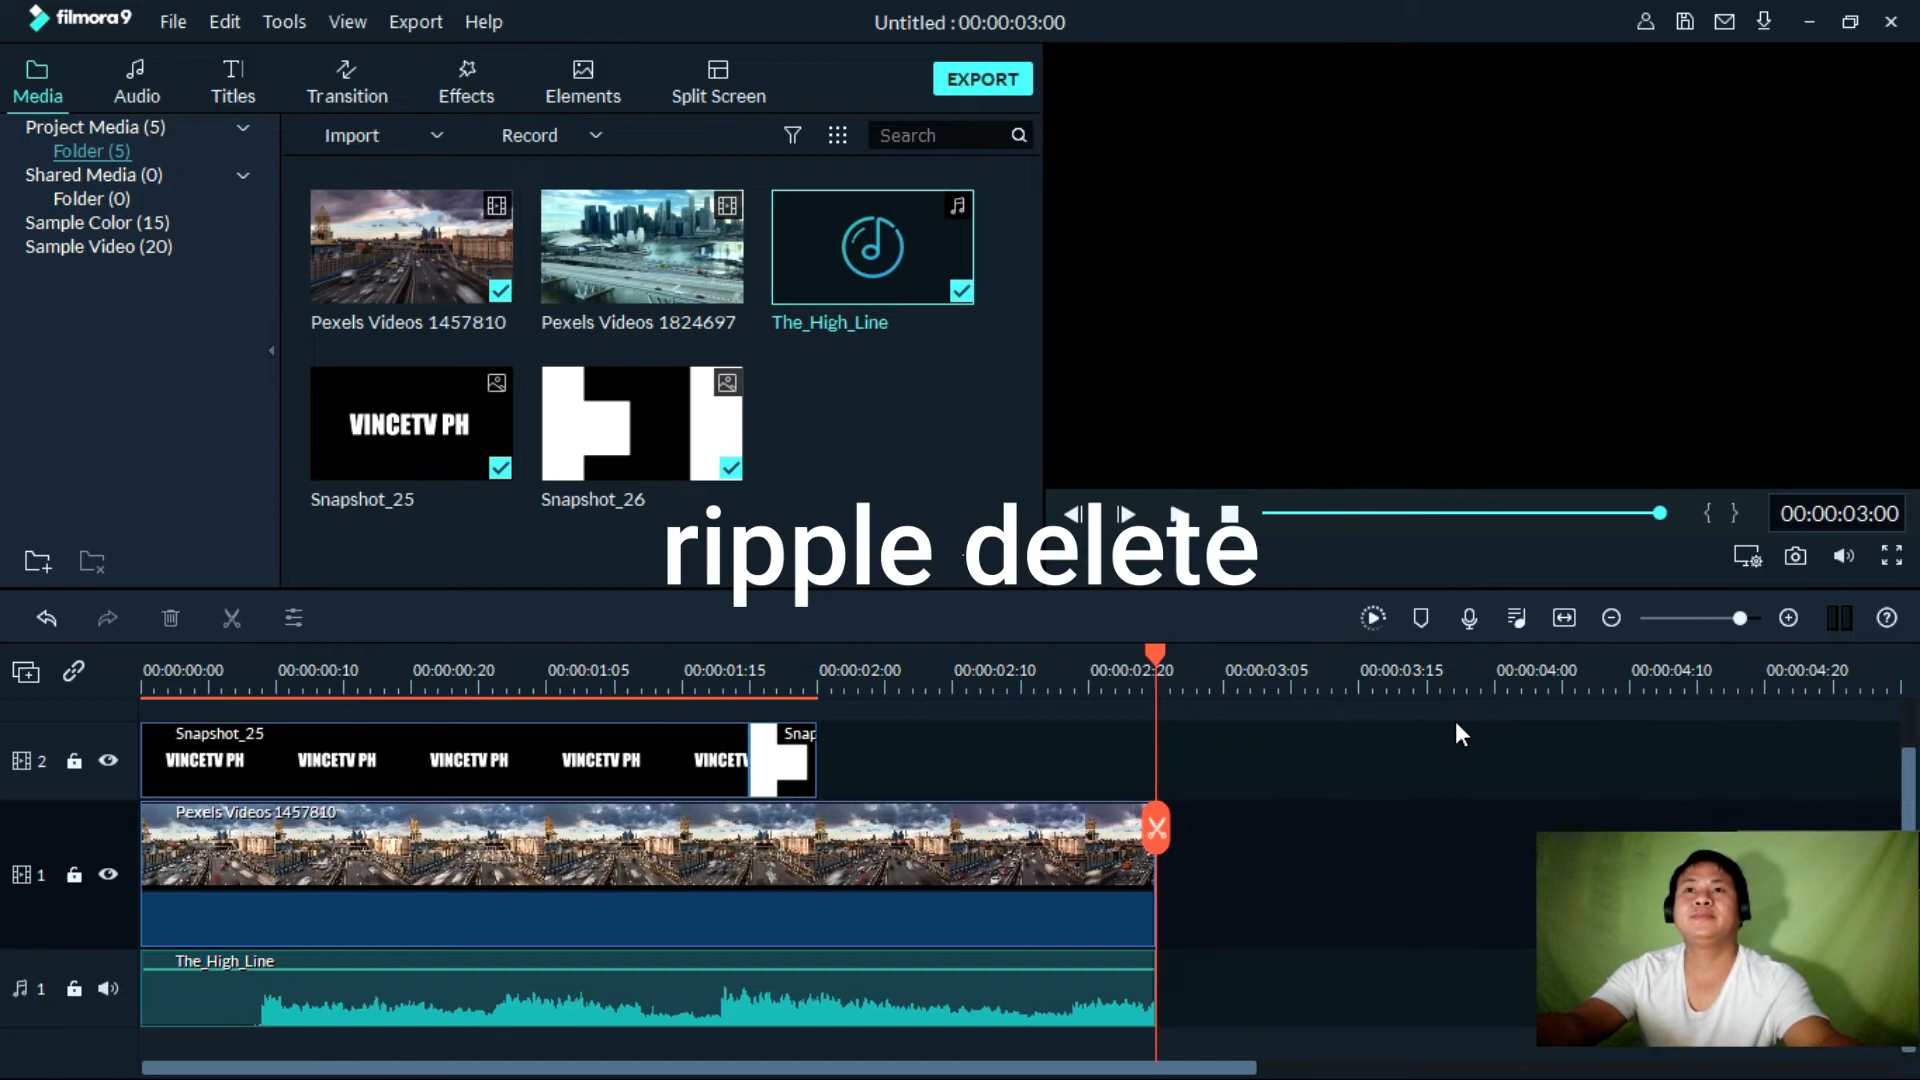 filmora9 File Edit Tools View Export Help Untitled : 00:00:03:00
Media Audio Titles Transition Effects Elements Split Screen EXPORT
Project Media (5)
Folder (5)
Shared Media (0)
Folder (0)
Sample Color (15)
Sample Video (20)
Import Record Search
Pexels Videos 1457810 Pexels Videos 1824697 The_High_Line
VINCETV PH
Snapshot_25 Snapshot_26
00:00:03:00
ripple delete
00:00:00:00 00:00:00:10 00:00:00:20 00:00:01:05 00:00:01:15 00:00:02:00 00:00:02:10 00:00:02:20 00:00:03:05 00:00:03:15 00:00:04:00 00:00:04:10 00:00:04:20
Snapshot_25 Snap
2 VINCETV PH VINCETV PH VINCETV PH VINCETV PH VINCETV
Pexels Videos 1457810
1
The_High_Line
1